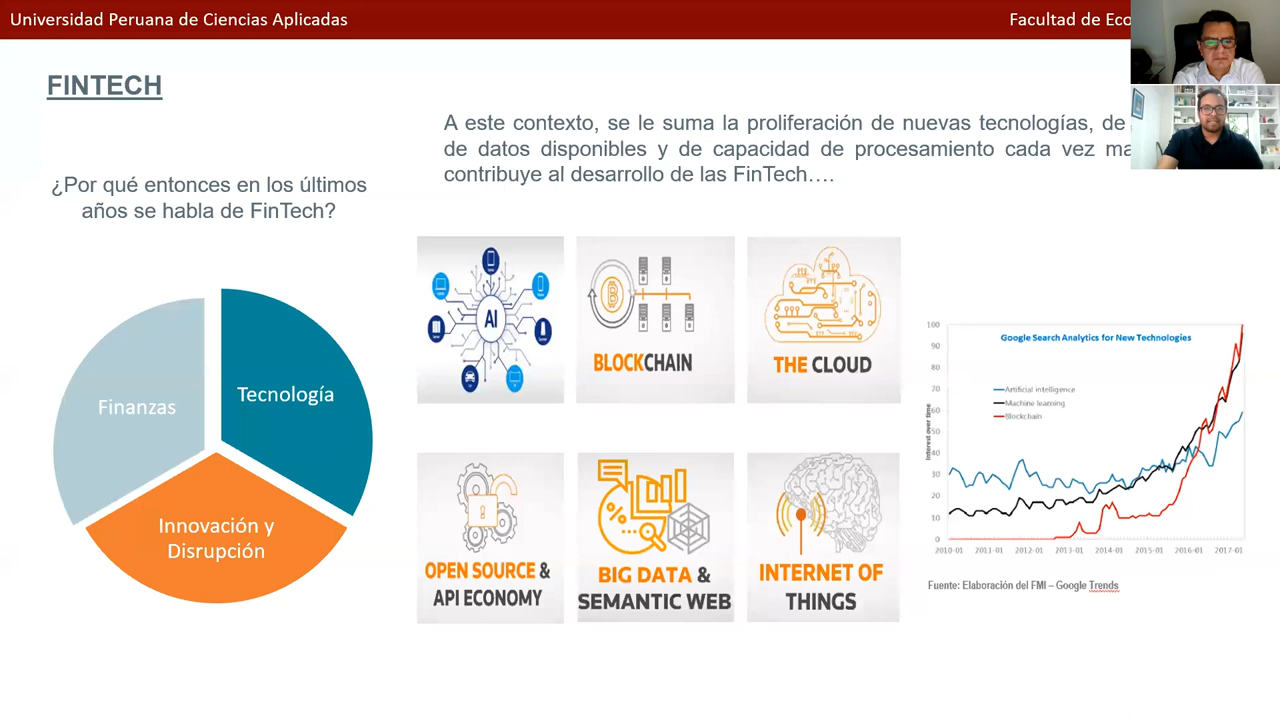 Universidad Peruana de Ciencias Aplicadas
Facultad de Eco
FINTECH
A este contexto, se le suma la proliferación de nuevas tecnologías, de
de datos disponibles y de capacidad de procesamiento cada vez ma
contribuye al desarrollo de las FinTech….
¿Por qué entonces en los últimos
años se habla de FinTech?
Finanzas
Tecnología
Innovación y
Disrupción
AI
BLOCKCHAIN
THE CLOUD
OPEN SOURCE &
API ECONOMY
BIG DATA &
SEMANTIC WEB
INTERNET OF
THINGS
Google Search Analytics for New Technologies
Artificial intelligence
Machine learning
Blockchain
Interest over time
100
90
80
70
60
50
40
30
20
10
0
2010-01 2011-01 2012-01 2013-01 2014-01 2015-01 2016-01 2017-01
Fuente: Elaboración del FMI – Google Trends